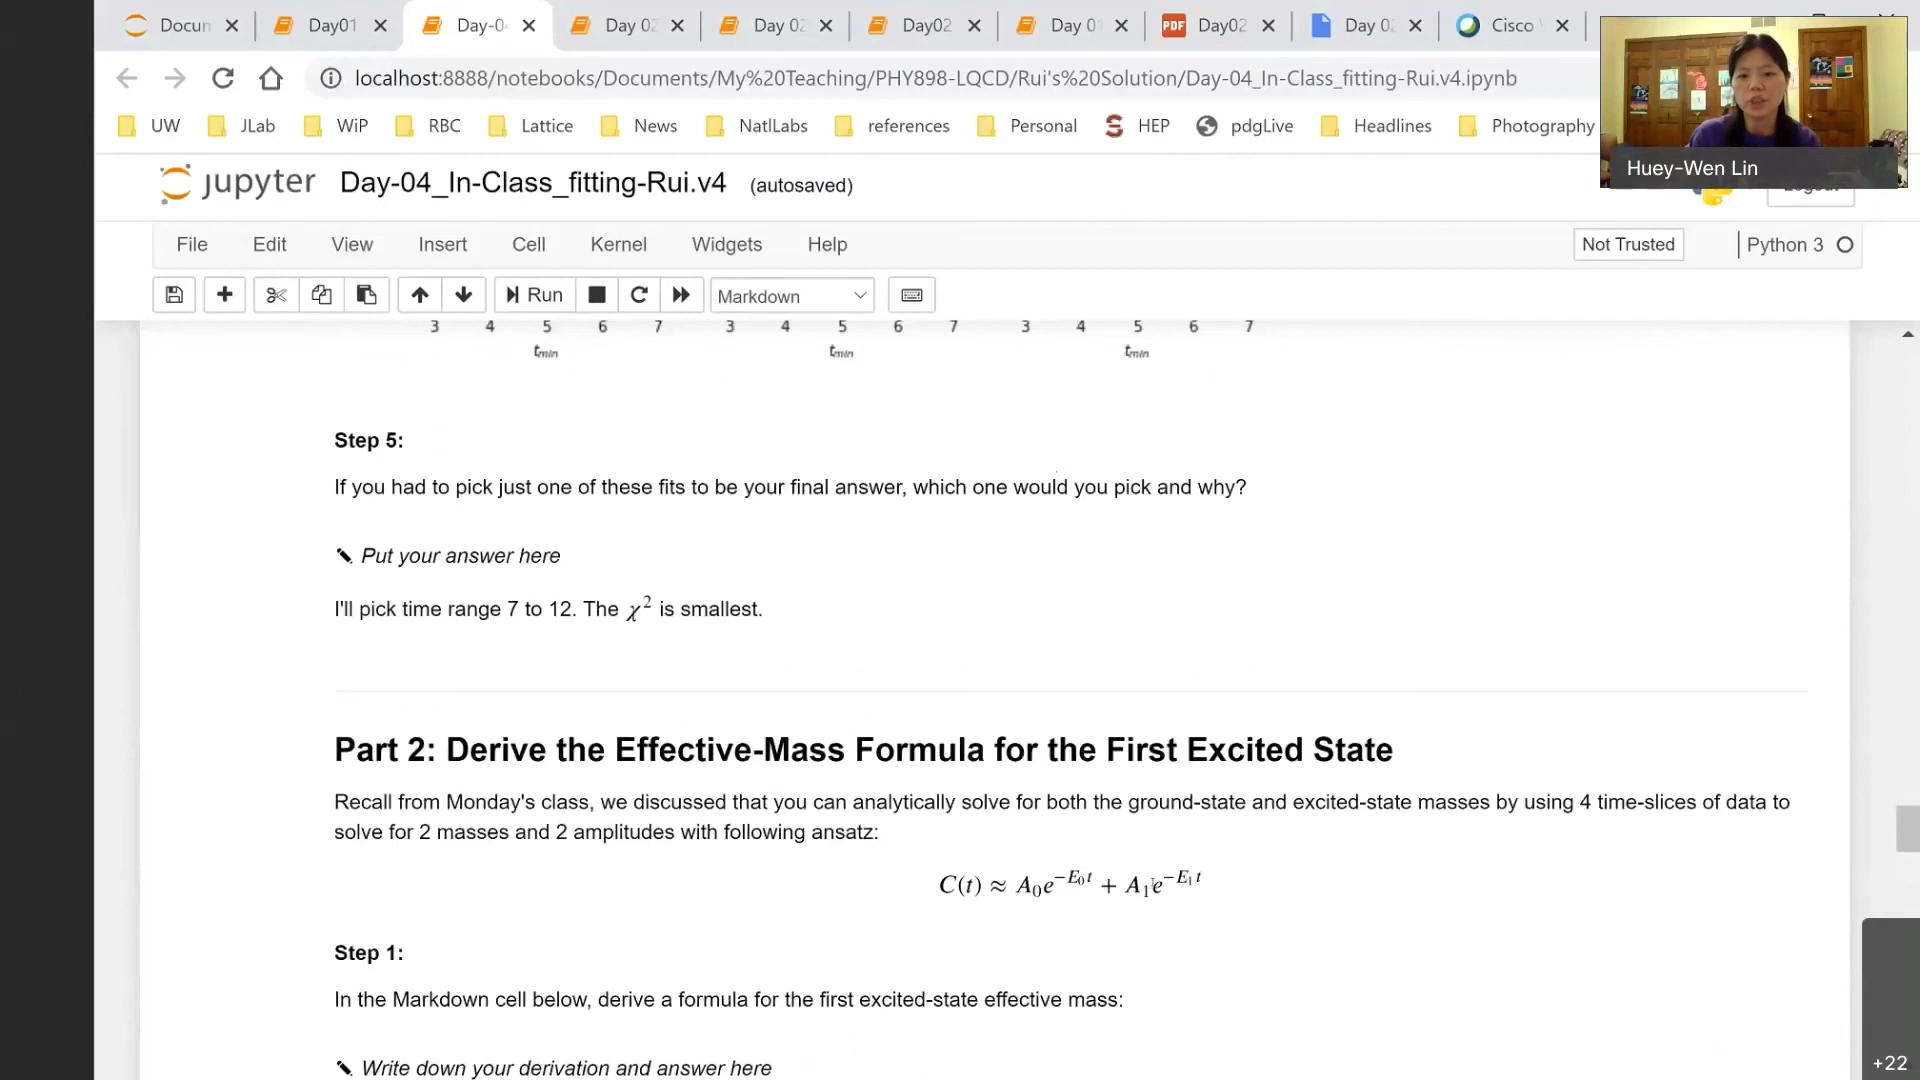 Docun
Day01
Day-0
Day 02
Day 02
Day02
Day 0
PDF Day02
Day 02
Cisco
localhost:8888/notebooks/Documents/My%20Teaching/PHY898-LQCD/Rui's%20Solution/Day-04_In-Class_fitting-Rui.v4.ipynb
UW JLab WiP RBC Lattice News NatlLabs references Personal S HEP pdgLive Headlines Photography
Huey-Wen Lin
jupyter Day-04_In-Class_fitting-Rui.v4 (autosaved)
File Edit View Insert Cell Kernel Widgets Help
Not Trusted
Python 3
Run
Markdown
3 4 5 6 7 3 4 5 6 7 3 4 5 6 7
tmin tmin tmin
Step 5:
If you had to pick just one of these fits to be your final answer, which one would you pick and why?
✎ Put your answer here
I'll pick time range 7 to 12. The χ² is smallest.
Part 2: Derive the Effective-Mass Formula for the First Excited State
Recall from Monday's class, we discussed that you can analytically solve for both the ground-state and excited-state masses by using 4 time-slices of data to
solve for 2 masses and 2 amplitudes with following ansatz:
C(t) ≈ A₀e^{−E₀t} + A₁e^{−E₁t}
Step 1:
In the Markdown cell below, derive a formula for the first excited-state effective mass:
✎ Write down your derivation and answer here
+22